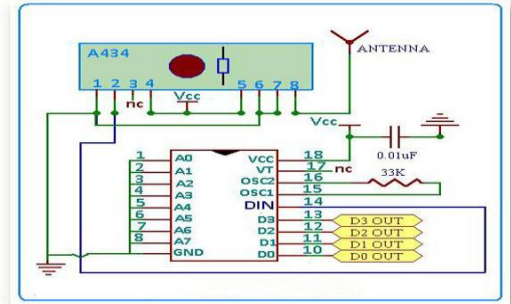 A434
ANTENNA
1 2 3 4 5 6 7 8
nc
Vcc
Vcc
0.01uF
33K
1 A0 VCC 18
2 A1 VT 17 nc
3 A2 OSC2 16
4 A3 OSC1 15
5 A4 DIN 14
6 A5 D3 13 D3 OUT
7 A6 D2 12 D2 OUT
8 A7 D1 11 D1 OUT
GND D0 10 D0 OUT